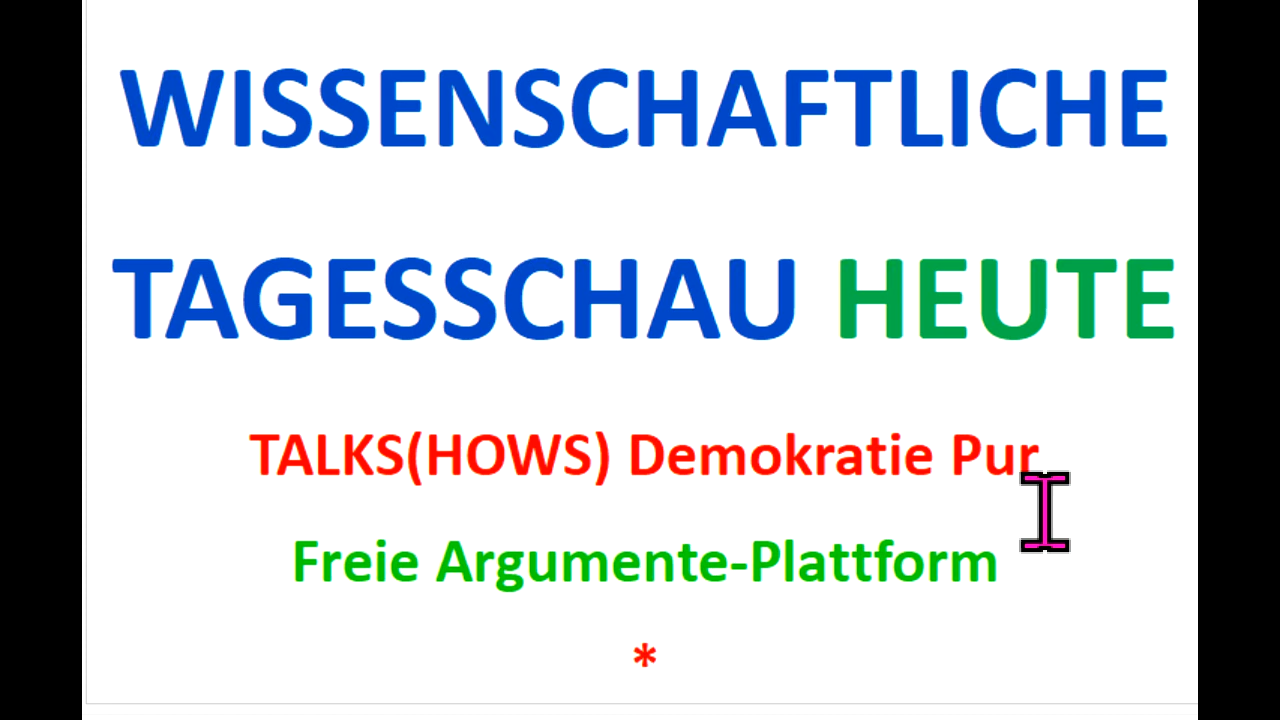 WISSENSCHAFTLICHE
TAGESSCHAU HEUTE
TALKS(HOWS) Demokratie Pur
Freie Argumente-Plattform
*